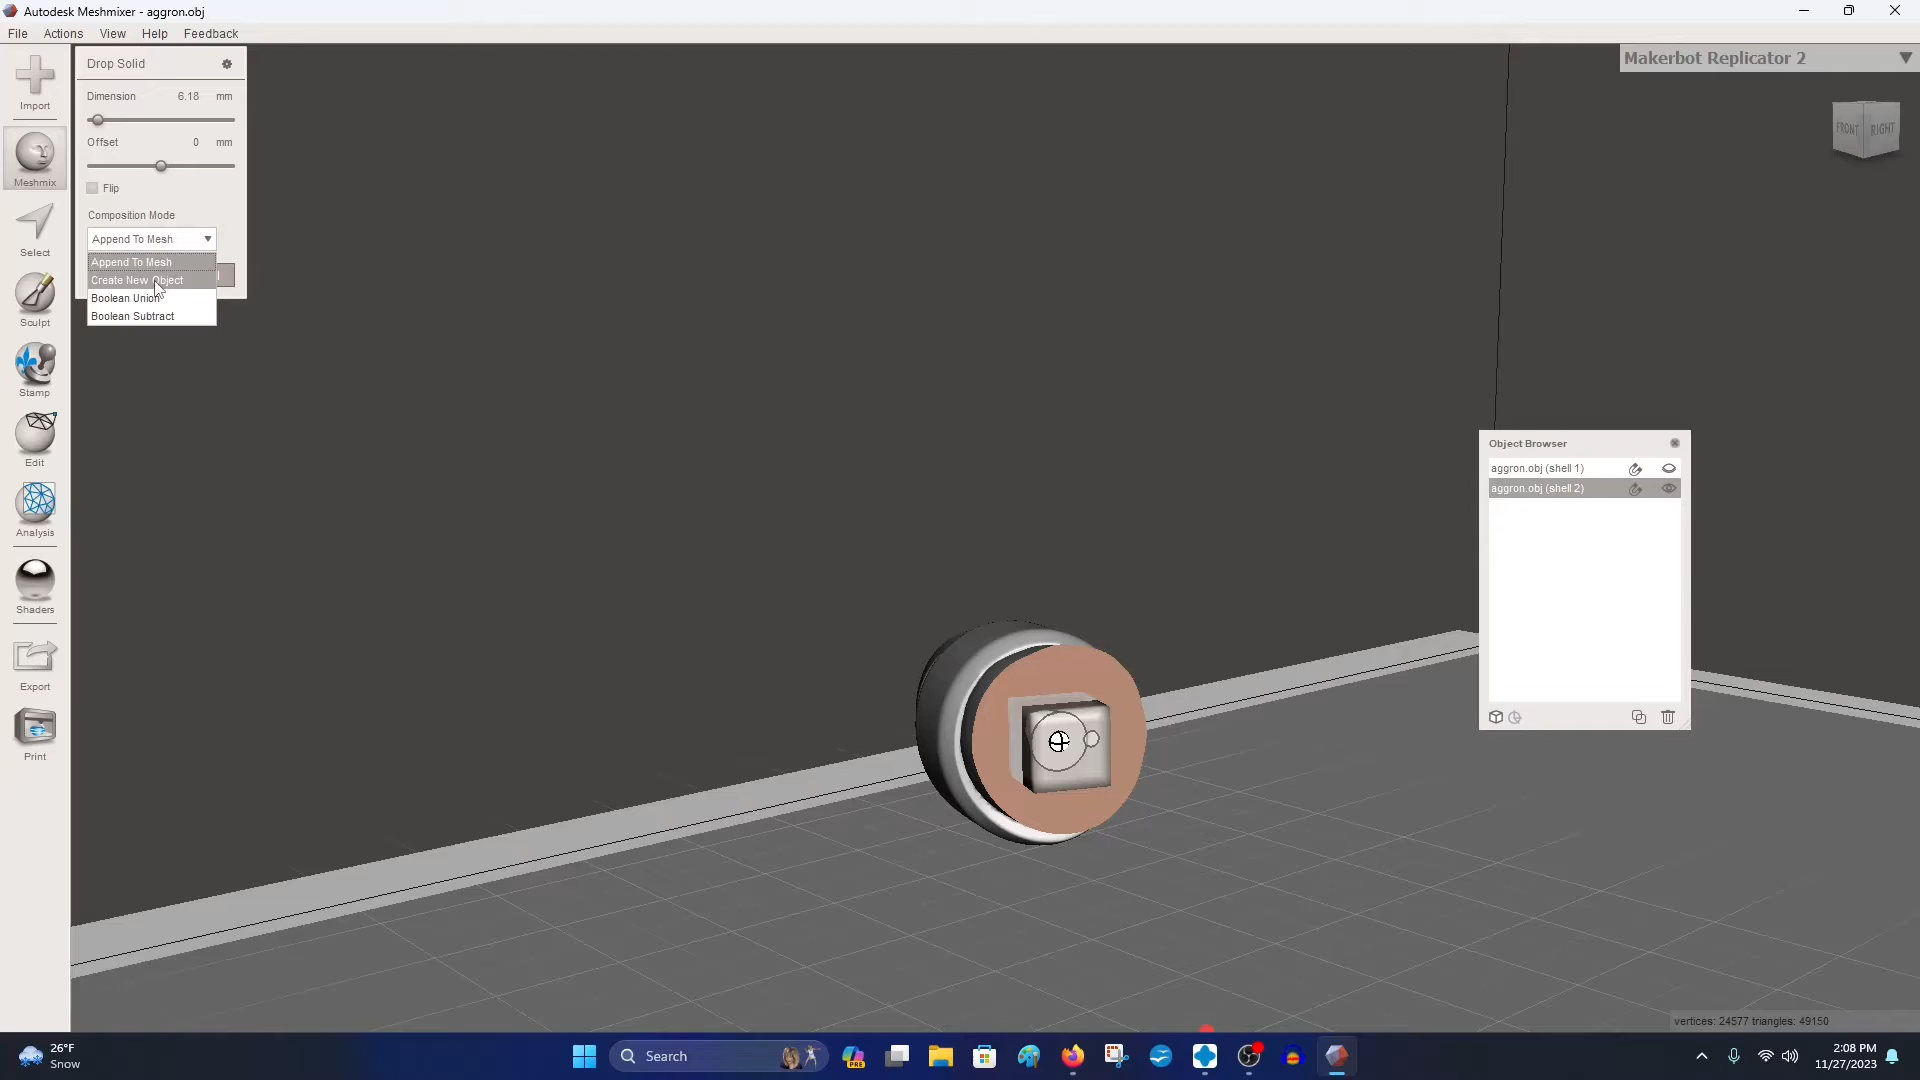 Autodesk Meshmixer - aggron.obj
File Actions View Help Feedback
Drop Solid
Dimension 6.18 mm
Offset 0 mm
Flip
Composition Mode
Append To Mesh
Append To Mesh
Create New Object
Boolean Union
Boolean Subtract
Import
Meshmix
Select
Sculpt
Stamp
Edit
Analysis
Shaders
Export
Print
Makerbot Replicator 2
FRONT RIGHT
Object Browser
aggron.obj (shell 1)
aggron.obj (shell 2)
vertices: 24577 triangles: 49150
26°F
Snow
Search
PRE
2:08 PM
11/27/2023